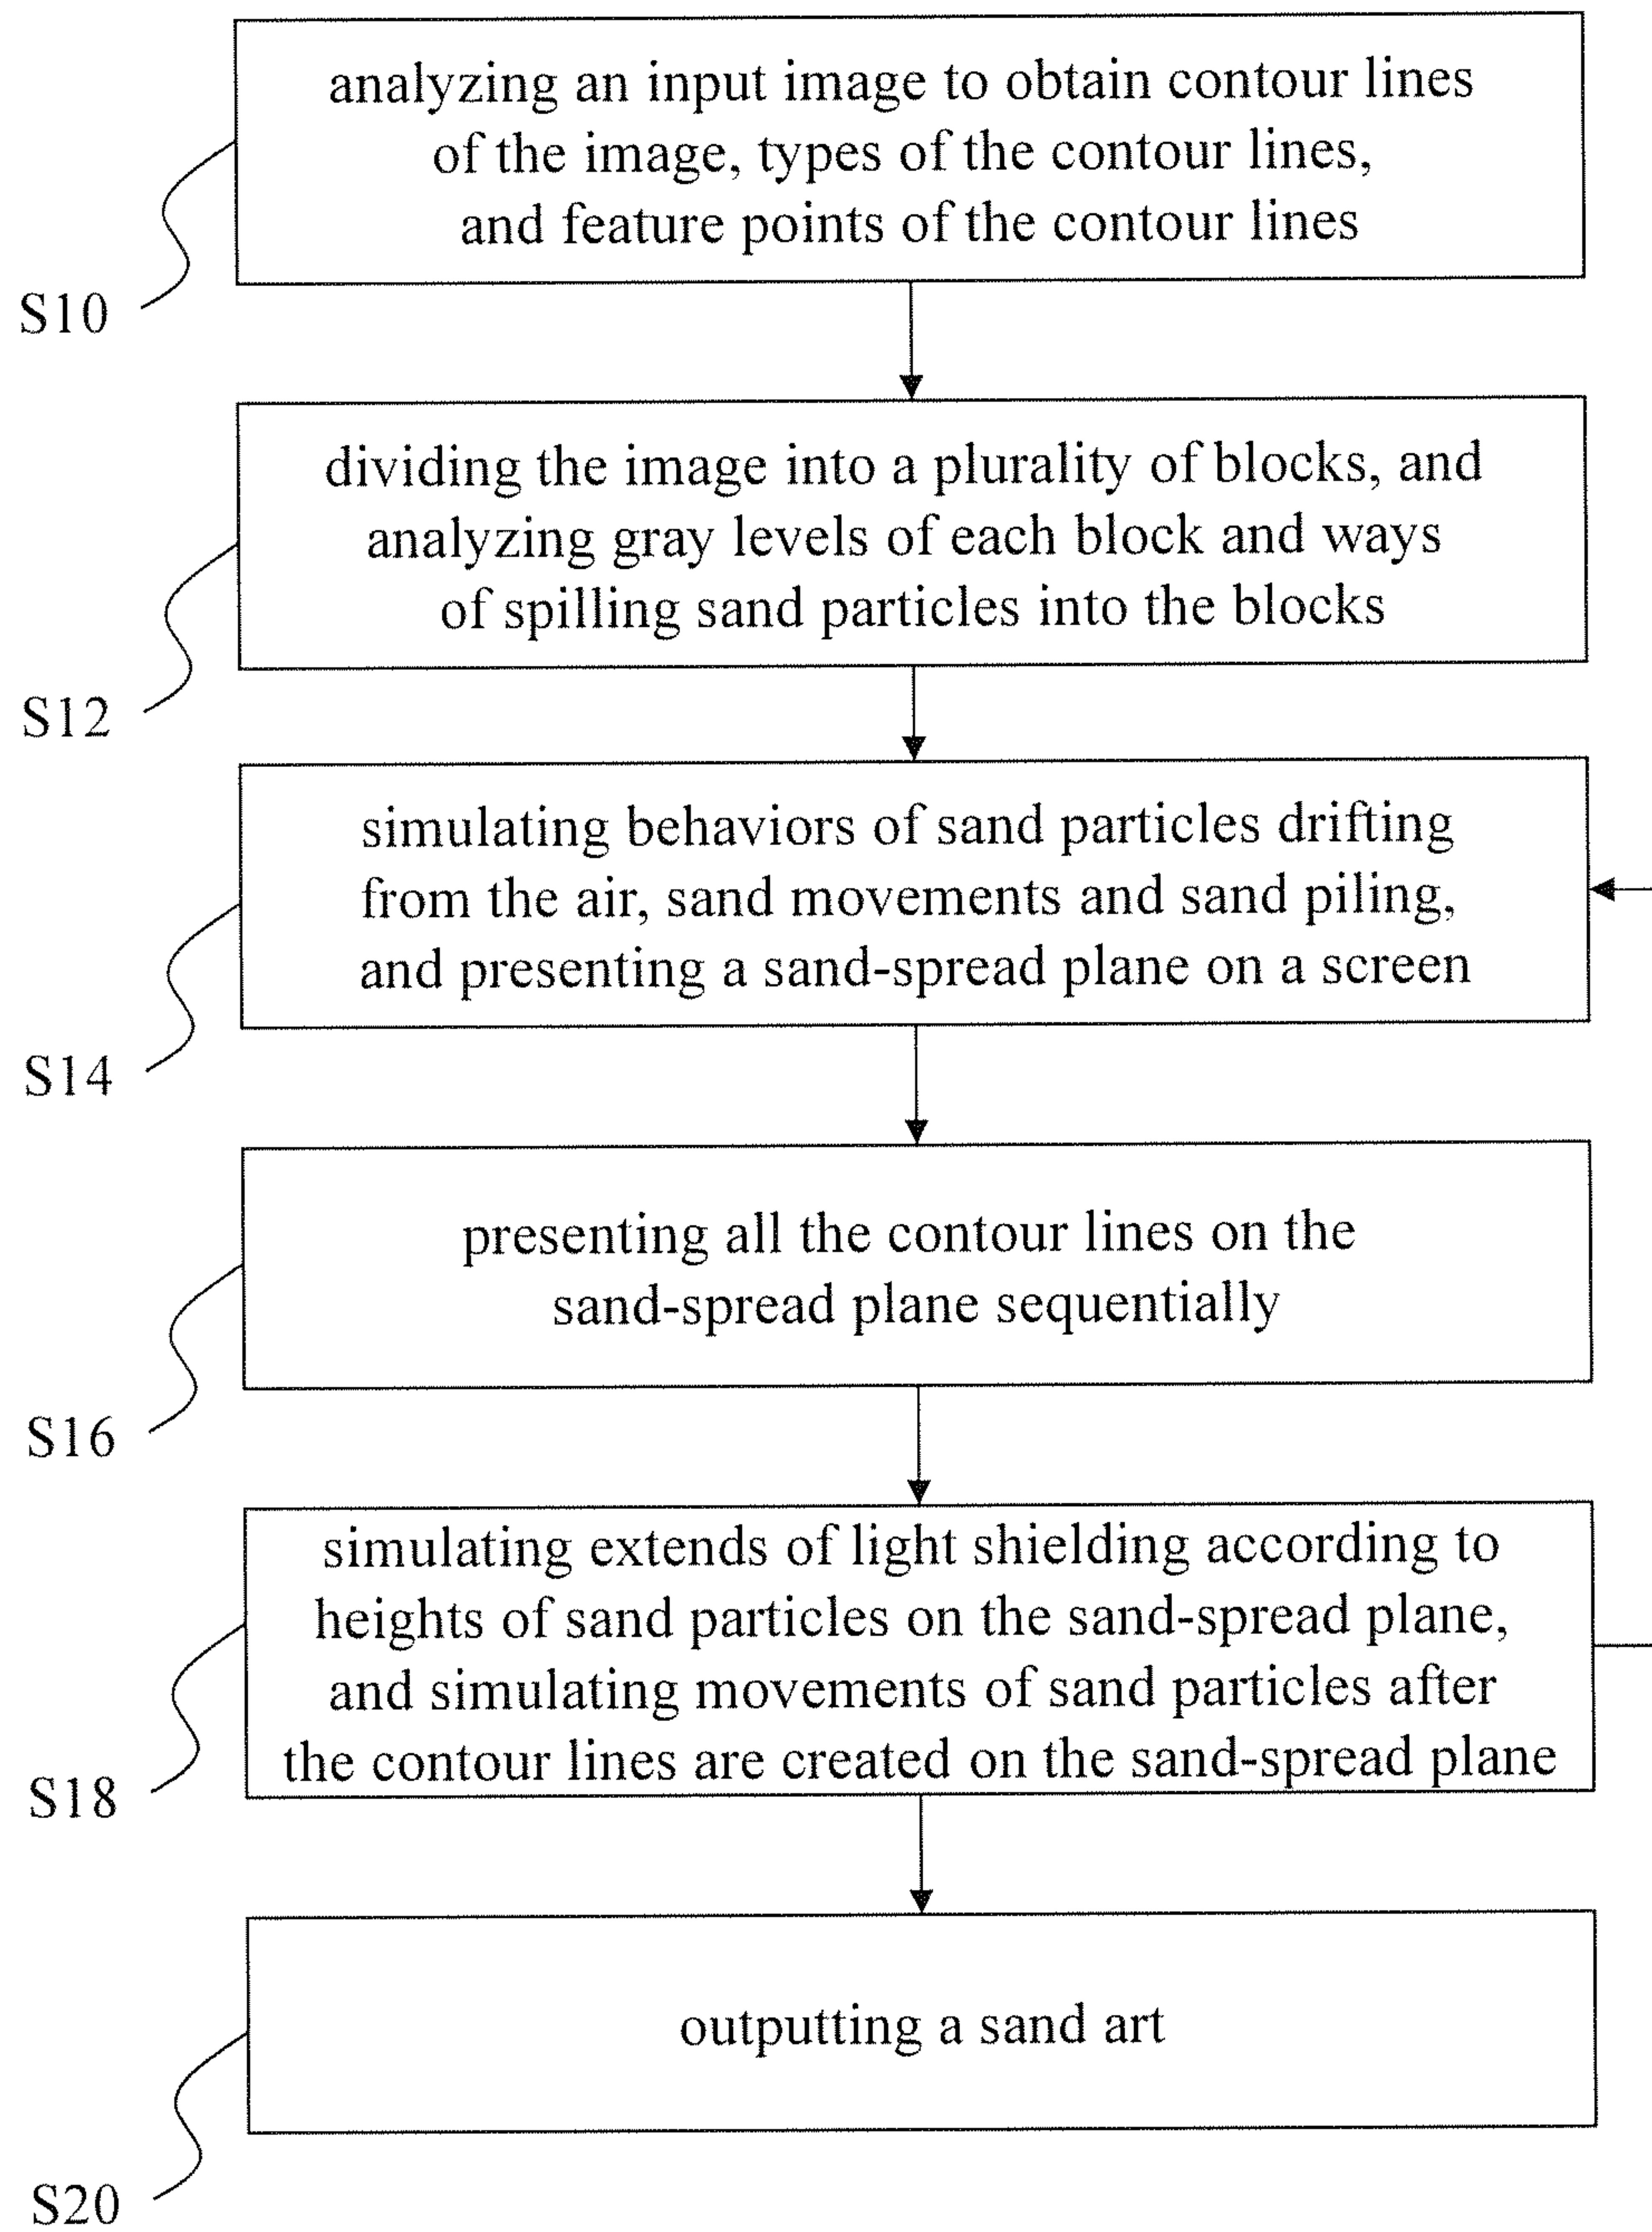 analyzing an input image to obtain contour lines
of the image, types of the contour lines,
and feature points of the contour lines
S10
dividing the image into a plurality of blocks, and
analyzing gray levels of each block and ways
of spilling sand particles into the blocks
S12
simulating behaviors of sand particles drifting
from the air, sand movements and sand piling,
and presenting a sand-spread plane on a screen
S14
presenting all the contour lines on the
sand-spread plane sequentially
S16
simulating extends of light shielding according to
heights of sand particles on the sand-spread plane,
and simulating movements of sand particles after
the contour lines are created on the sand-spread plane
S18
outputting a sand art
S20